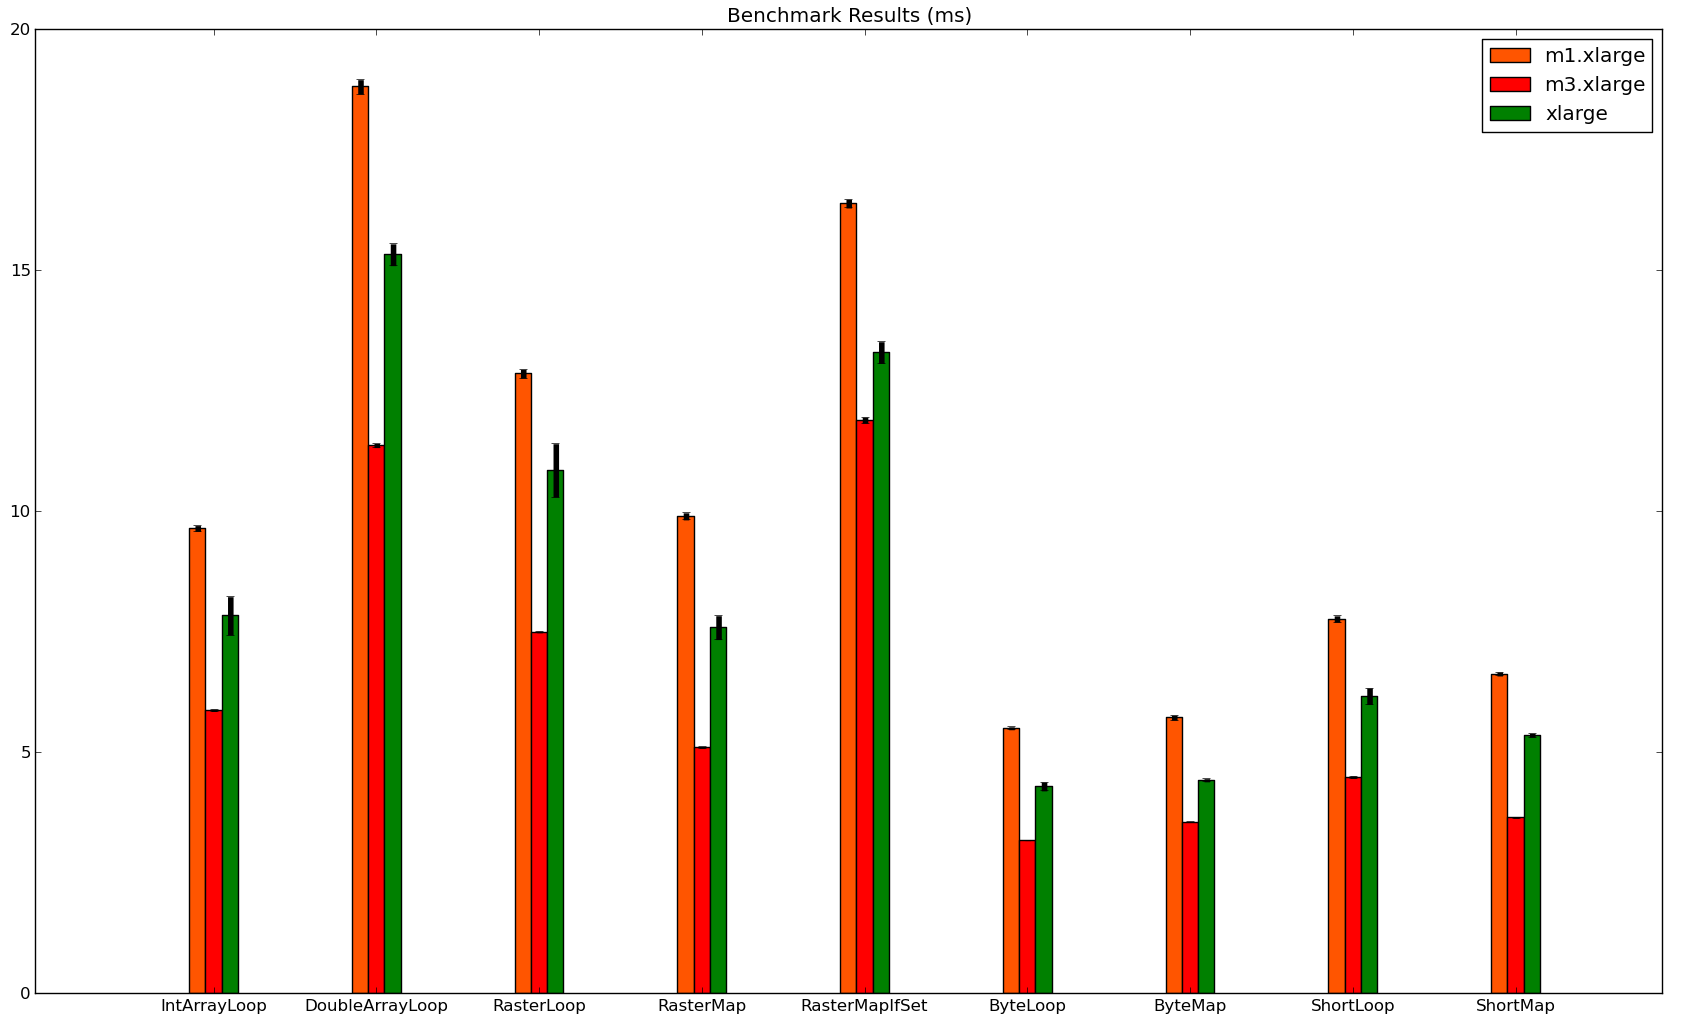 Benchmark Results (ms)
m1.xlarge
m3.xlarge
xlarge
20
15
10
5
0
IntArrayLoop DoubleArrayLoop RasterLoop RasterMap RasterMapIfSet ByteLoop ByteMap ShortLoop ShortMap